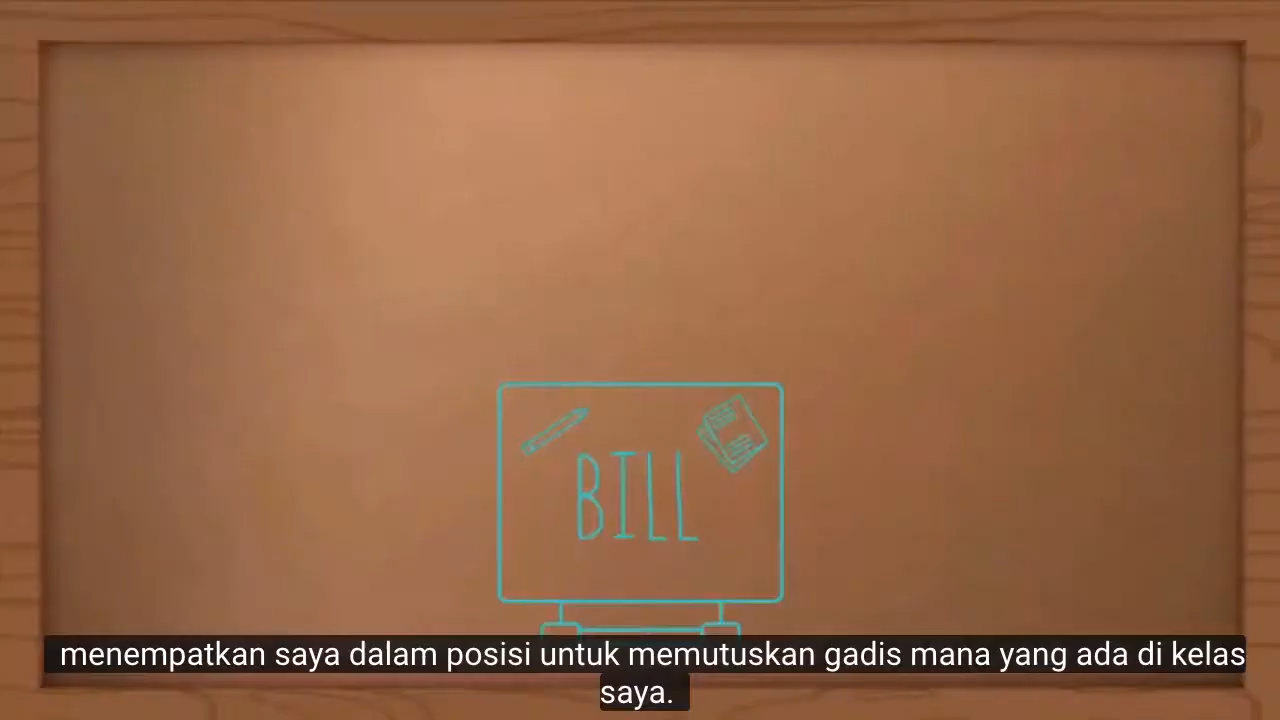 BILL
menempatkan saya dalam posisi untuk memutuskan gadis mana yang ada di kelas
saya.